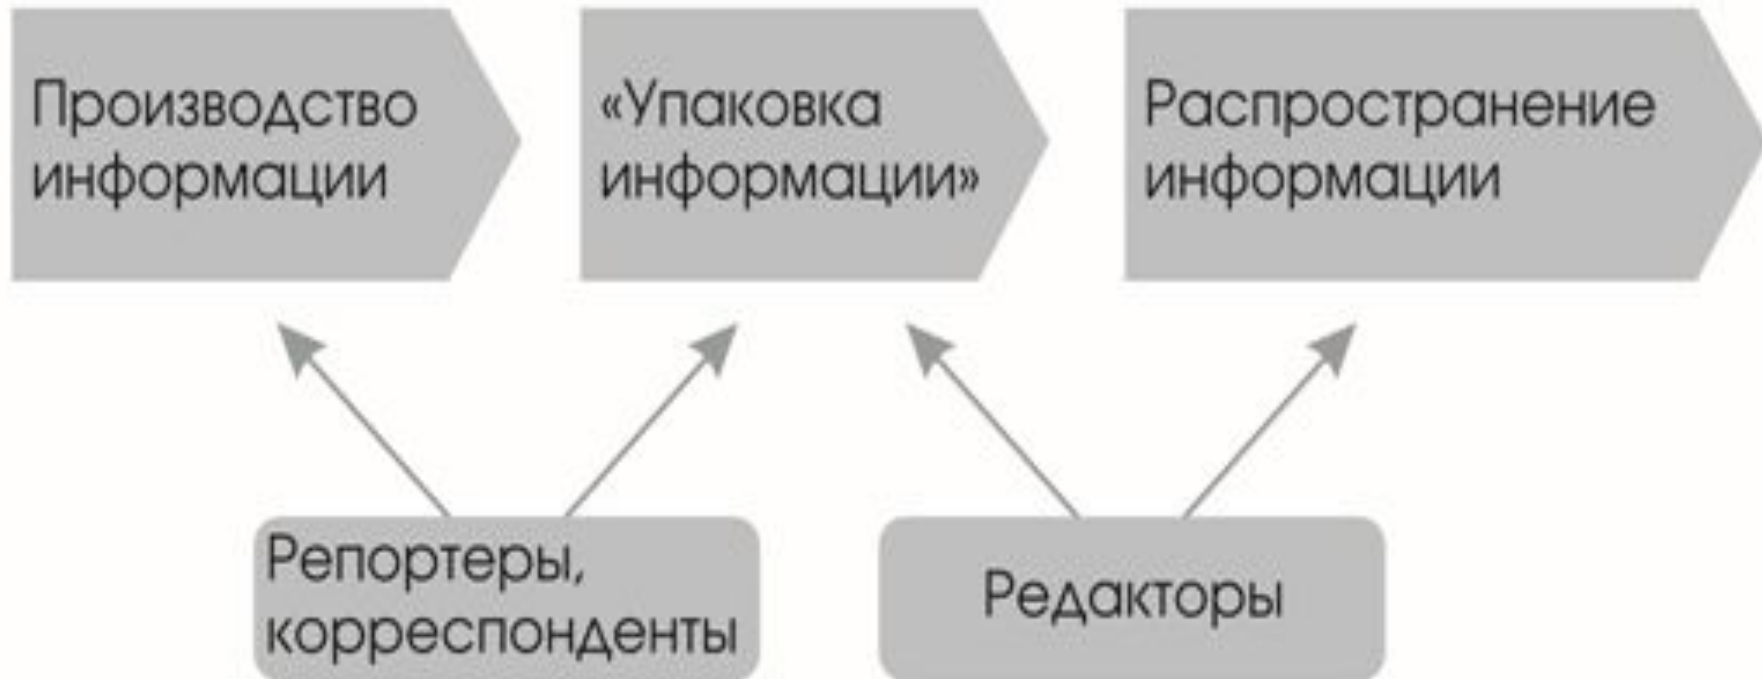 Производство
информации
«Упаковка
информации»
Распространение
информации
Репортеры,
корреспонденты
Редакторы